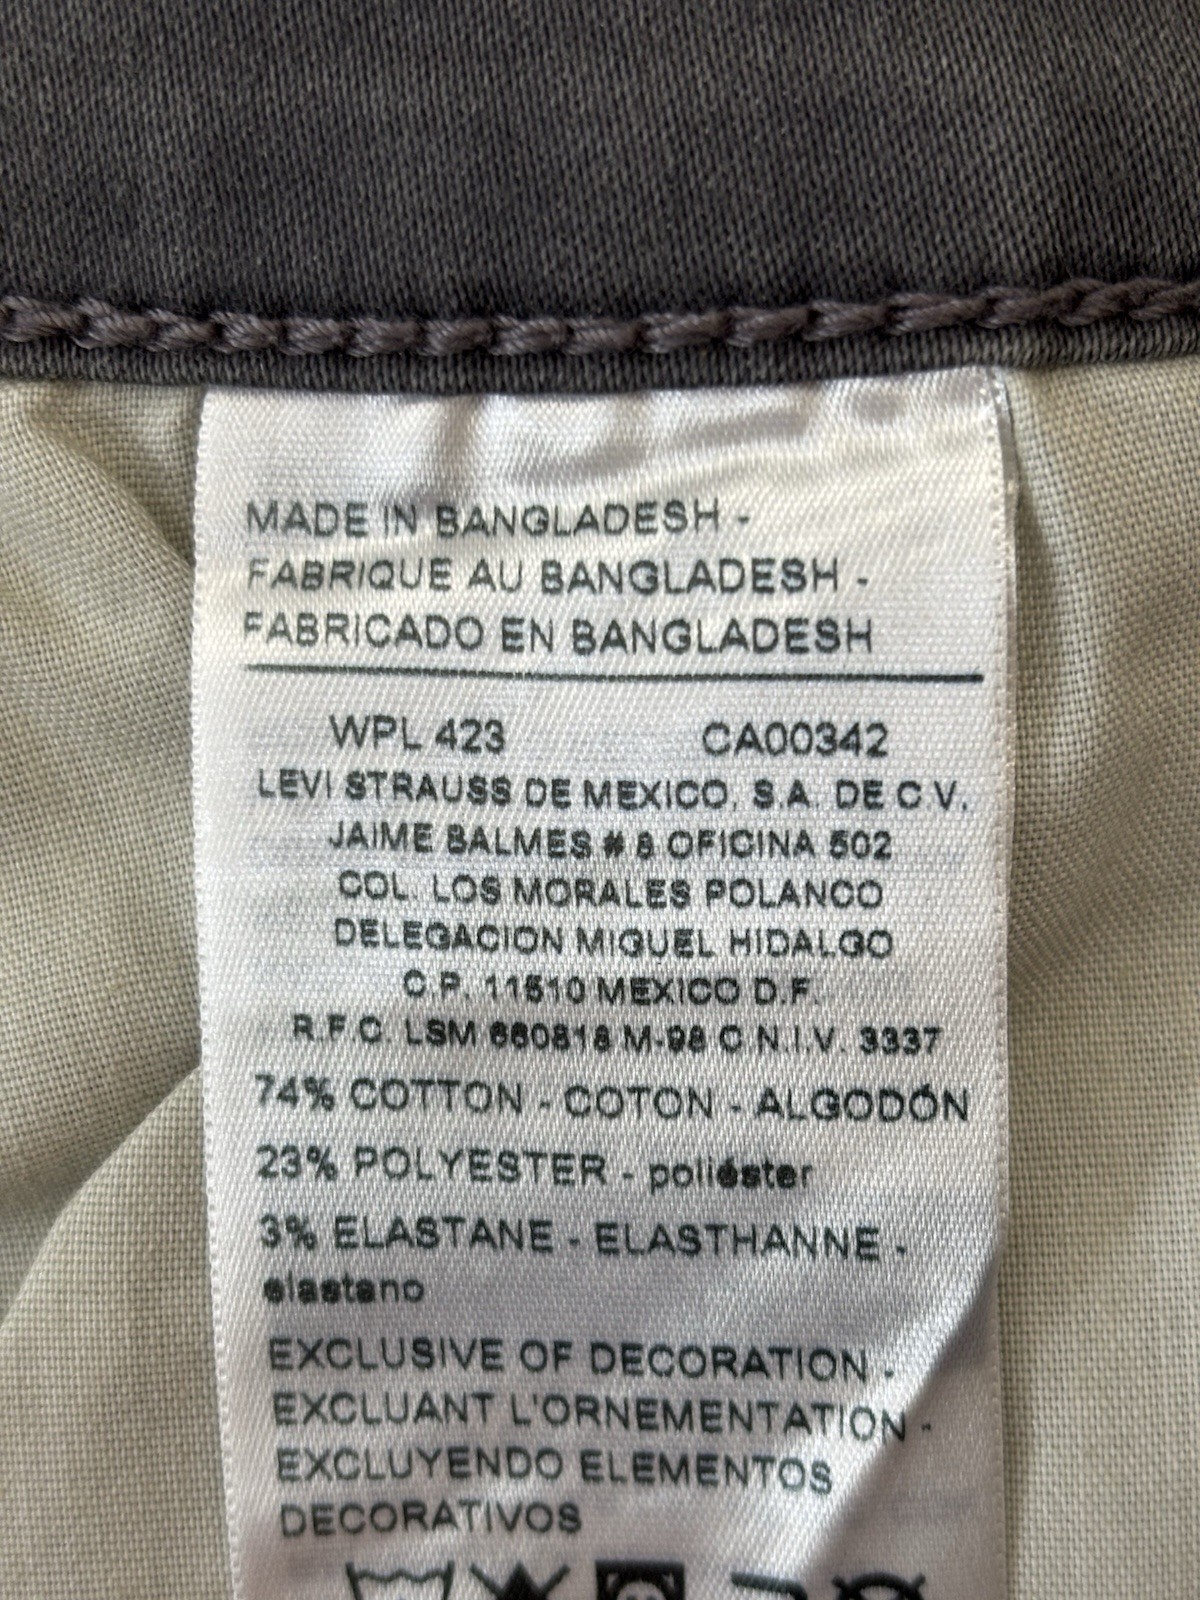 MADE IN BANGLADESH -
FABRIQUE AU BANGLADESH -
FABRICADO EN BANGLADESH
WPL 423 CA00342
LEVI STRAUSS DE MEXICO, S.A. DE C V.
JAIME BALMES # 8 OFICINA 502
COL. LOS MORALES POLANCO
DELEGACION MIGUEL HIDALGO
C.P. 11510 MEXICO D.F.
R.F.C. LSM 660818 M-98 C N.I.V. 3337
74% COTTON - COTON - ALGODÓN
23% POLYESTER - poliéster
3% ELASTANE - ELASTHANNE -
elastano
EXCLUSIVE OF DECORATION -
EXCLUANT L'ORNEMENTATION -
EXCLUYENDO ELEMENTOS
DECORATIVOS